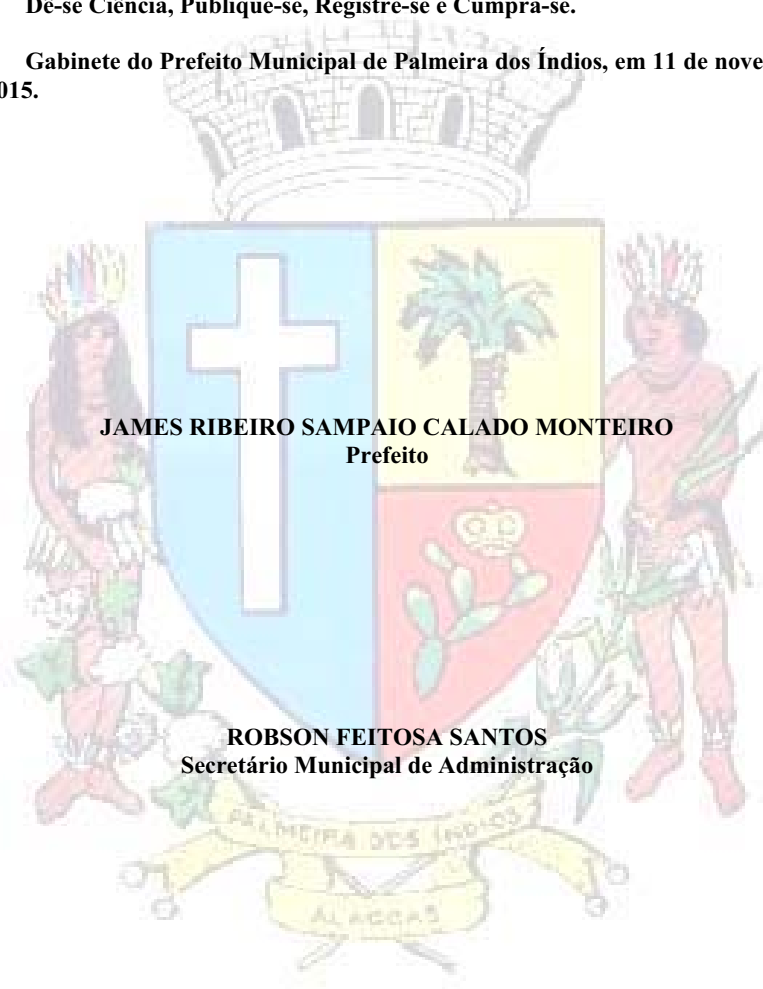 Dê-se Ciência, Publique-se, Registre-se e Cumpra-se.
Gabinete do Prefeito Municipal de Palmeira dos Índios, em 11 de nove
015.
JAMES RIBEIRO SAMPAIO CALADO MONTEIRO
Prefeito
ROBSON FEITOSA SANTOS
Secretário Municipal de Administração
PALMEIRA DOS ÍNDIOS
ALAGOAS